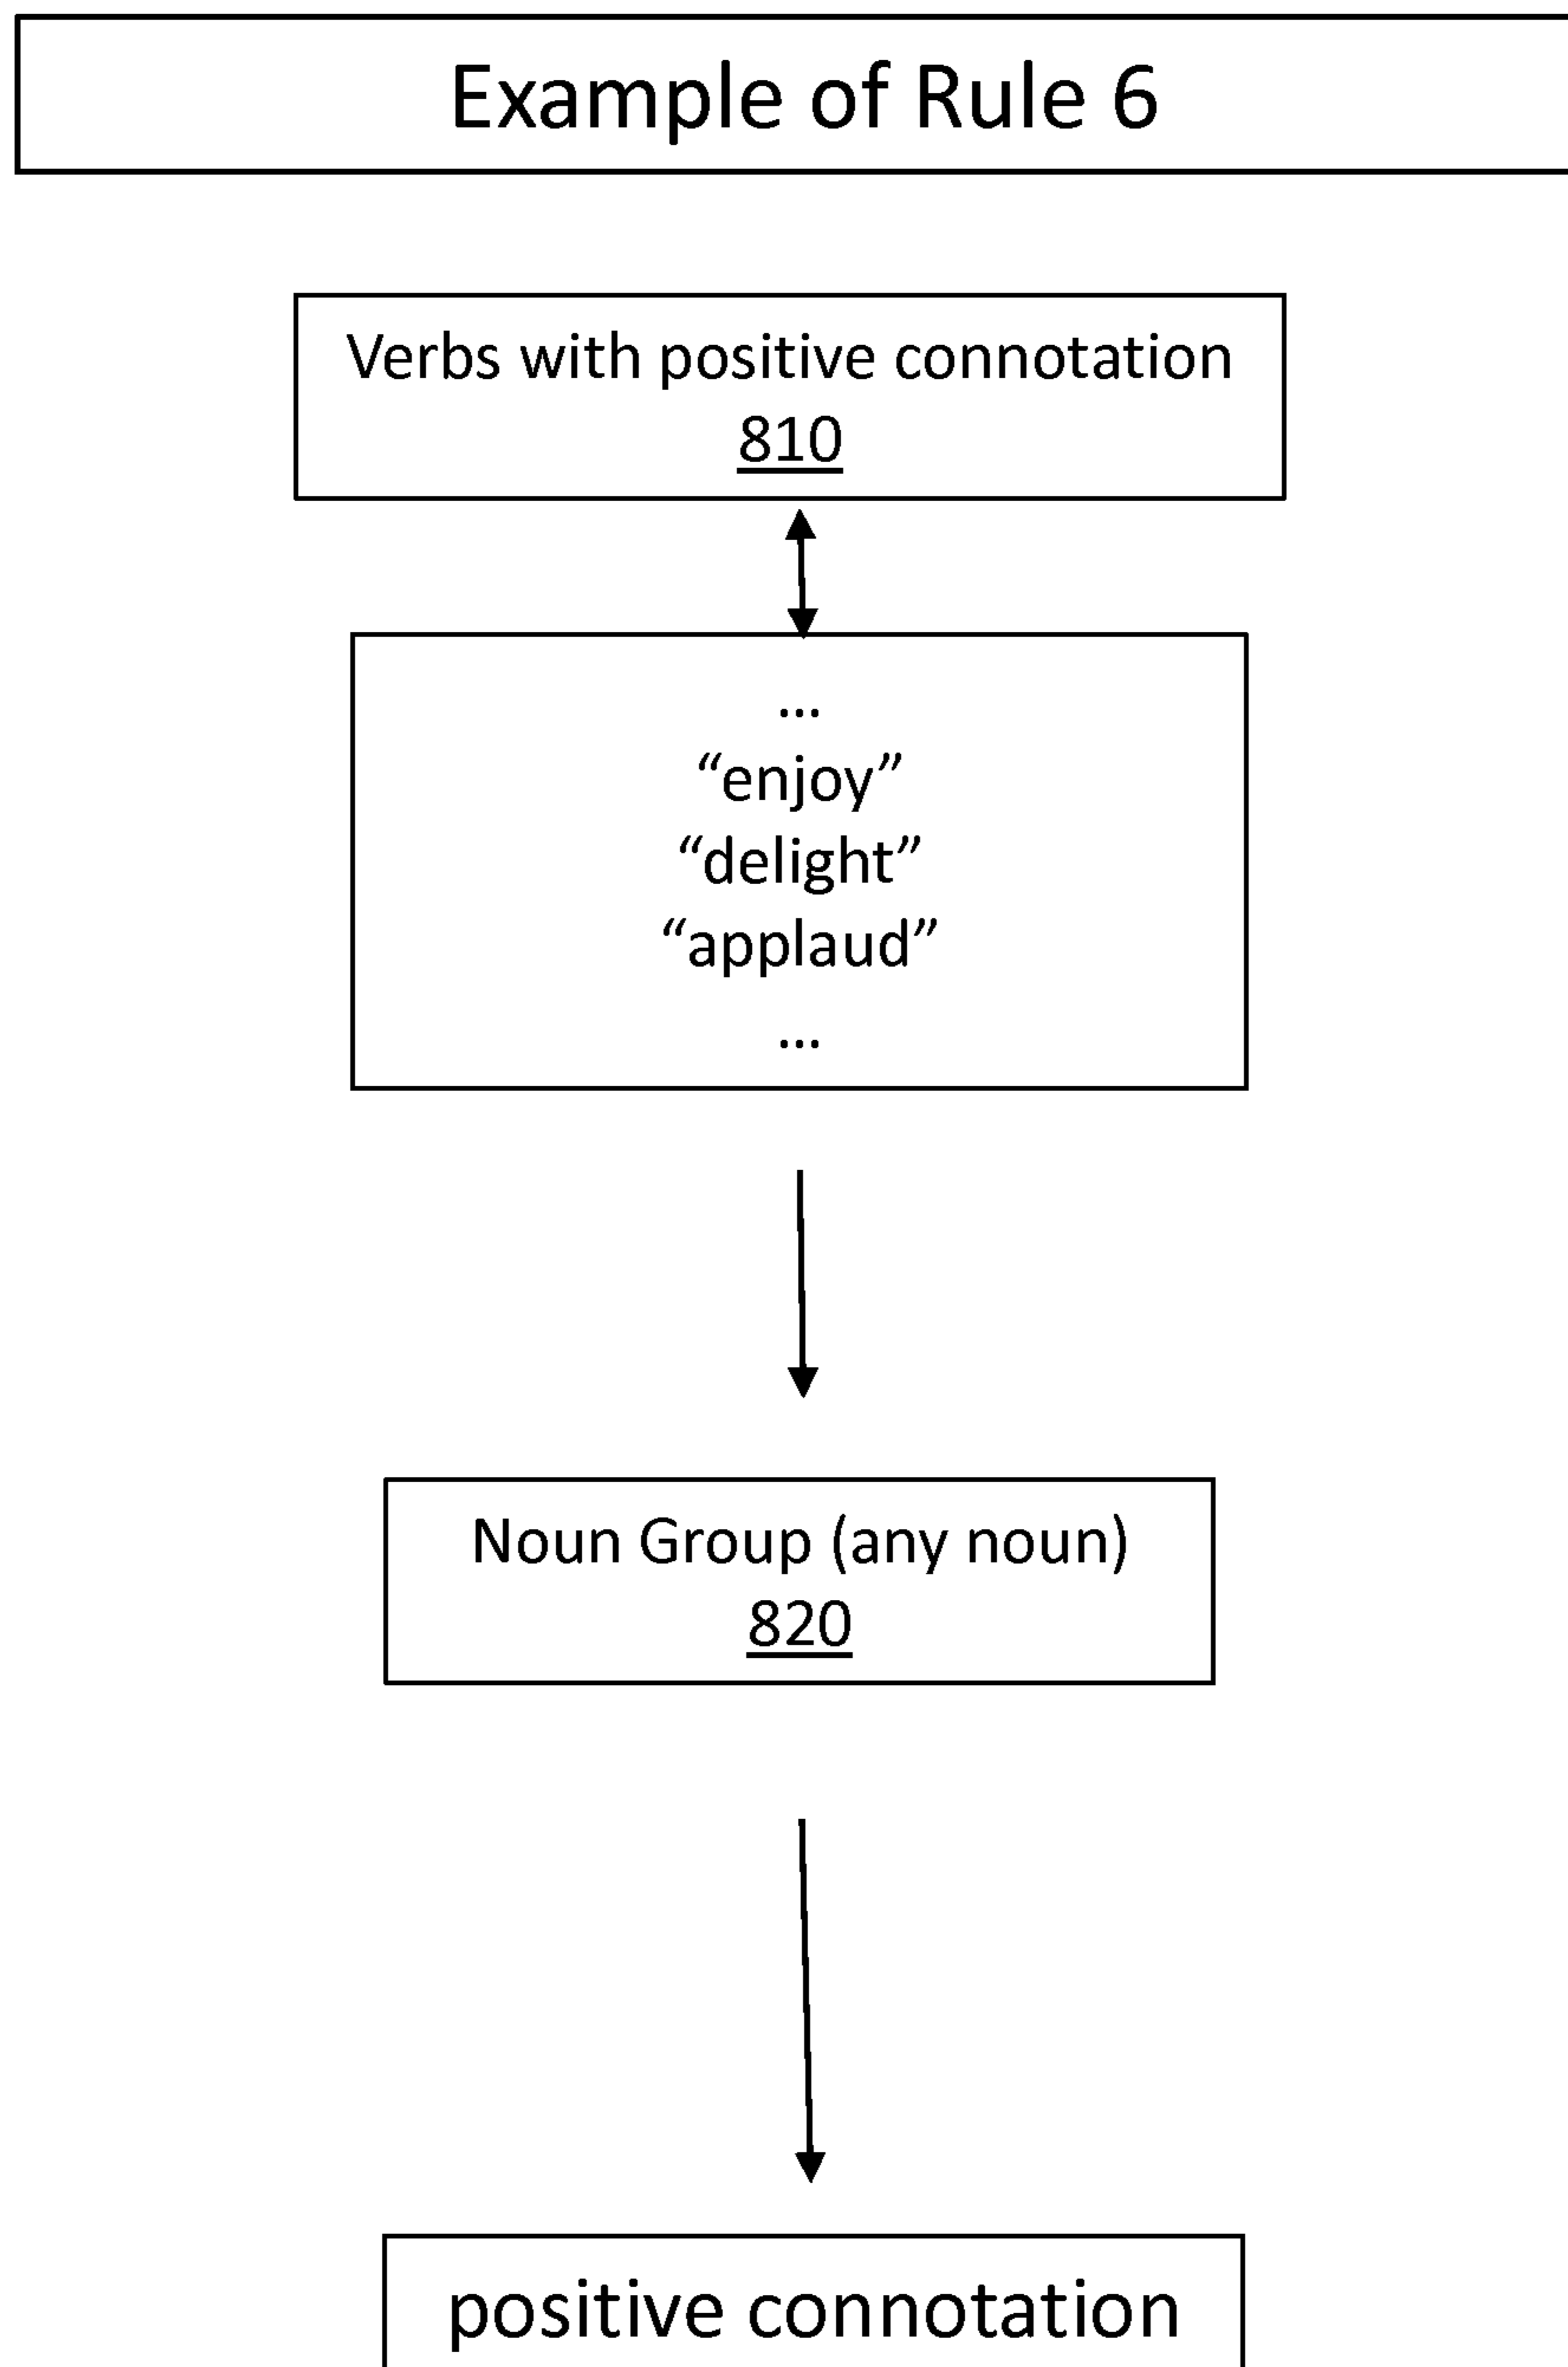 Example of Rule 6
Verbs with positive connotation
810
...
“enjoy”
“delight”
“applaud”
...
Noun Group (any noun)
820
positive connotation